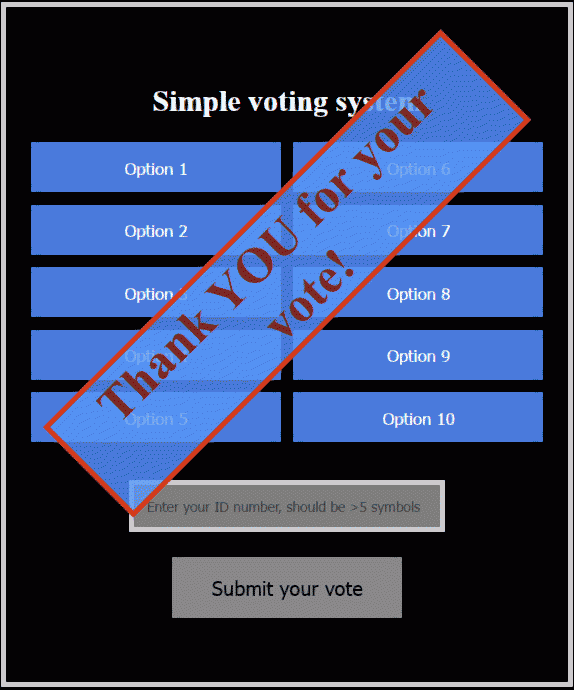 Simple voting system
Option 1
Option 6
Option 2
Option 7
Option 3
Option 8
Option 4
Option 9
Option 5
Option 10
Thank YOU for your
vote!
Enter your ID number, should be >5 symbols
Submit your vote